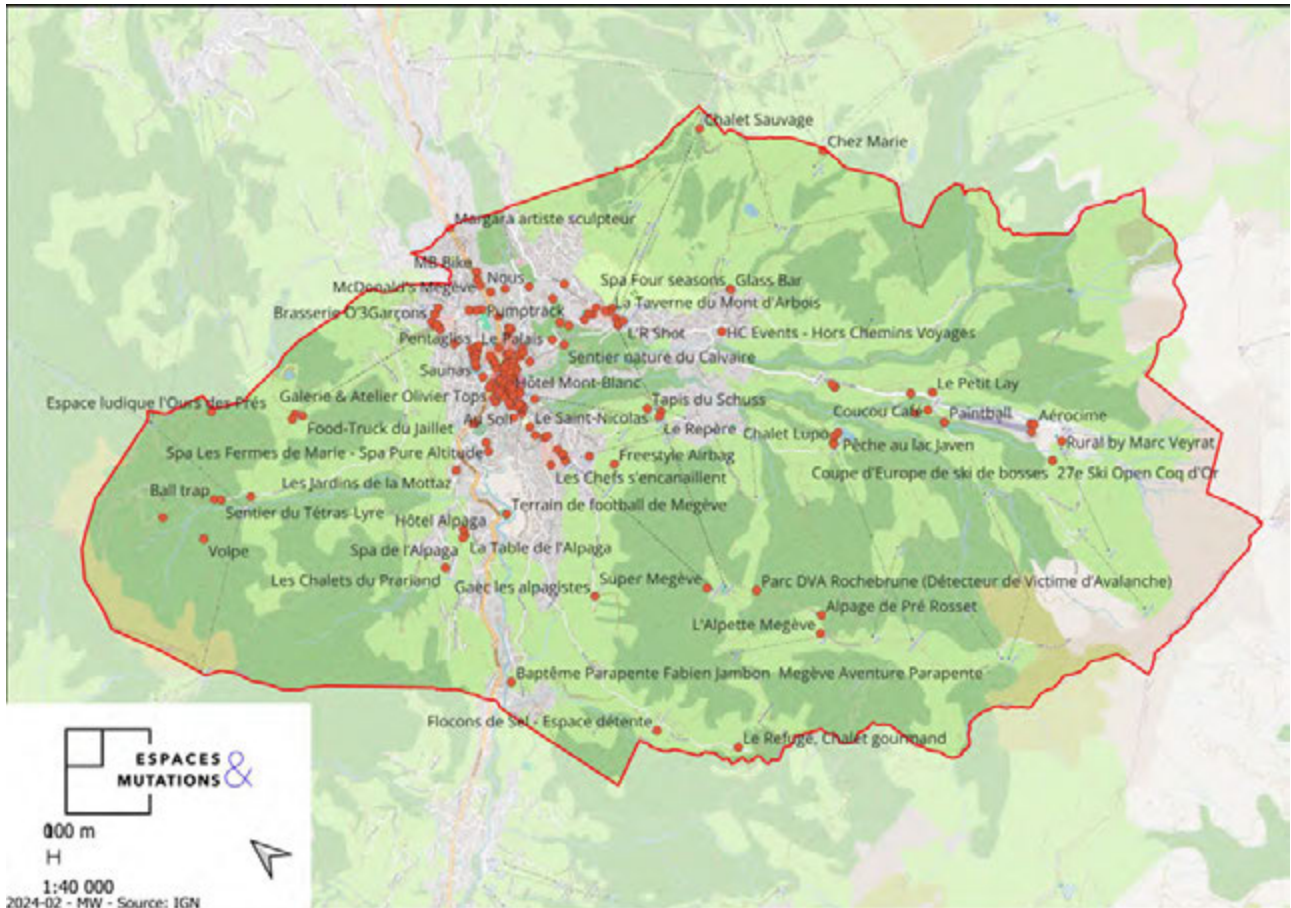 Chalet Sauvage
Chez Marie
Margara artiste sculpteur
MB Bike
Nous
Spa Four seasons Glass Bar
McDonald's Megève
La Taverne du Mont d'Arbois
Brasserie O'3Garçons
Pumptrack
L'R Shot
HC Events - Hors Chemins Voyages
Pentagliss
Le Palais
Sentier nature du Calvaire
Saunas
Hôtel Mont-Blanc
Le Petit Lay
Galerie & Atelier Olivier Tops
Tapis du Schuss
Espace ludique l'Ours des Prés
Coucou Café
Paintball
Aérocime
Food-Truck du Jaillet
Au Soli
Le Saint-Nicolas
Le Repère
Chalet Lupo
Pêche au lac Javen
Rural by Marc Veyrat
Spa Les Fermes de Marie - Spa Pure Altitude
Freestyle Airbag
Coupe d'Europe de ski de bosses 27e Ski Open Coq d'Or
Les Jardins de la Mottaz
Les Chefs s'encanaillent
Ball trap
Sentier du Tétras-Lyre
Terrain de football de Megève
Hôtel Alpaga
Volpe
Spa de l'Alpaga
La Table de l'Alpaga
Les Chalets du Prariand
Gaec les alpagistes
Super Megève
Parc DVA Rochebrune (Détecteur de Victime d'Avalanche)
Alpage de Pré Rosset
L'Alpette Megève
Baptême Parapente Fabien Jambon Megève Aventure Parapente
Flocons de Sel - Espace détente
Le Refuge, Chalet gourmand
ESPACES
MUTATIONS &
100 m
1:40 000
2024-02 - MW - Source: IGN